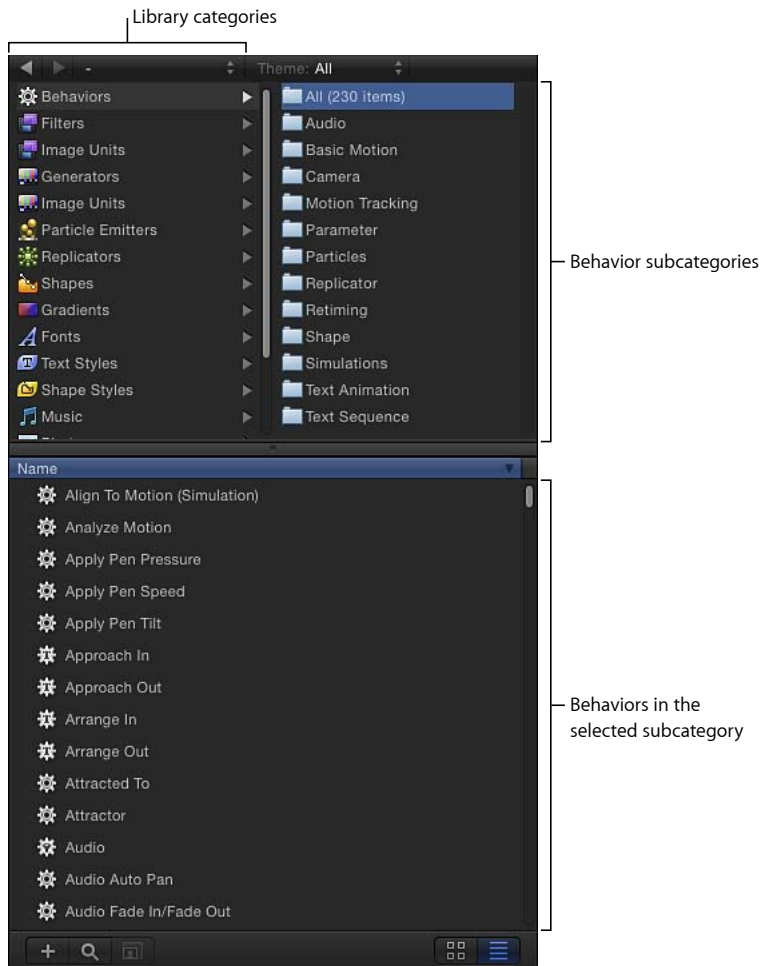 Library categories
- Theme: All
Behaviors
Filters
Image Units
Generators
Image Units
Particle Emitters
Replicators
Shapes
Gradients
Fonts
Text Styles
Shape Styles
Music
All (230 items)
Audio
Basic Motion
Camera
Motion Tracking
Parameter
Particles
Replicator
Retiming
Shape
Simulations
Text Animation
Text Sequence
Behavior subcategories
Name
Align To Motion (Simulation)
Analyze Motion
Apply Pen Pressure
Apply Pen Speed
Apply Pen Tilt
Approach In
Approach Out
Arrange In
Arrange Out
Attracted To
Attractor
Audio
Audio Auto Pan
Audio Fade In/Fade Out
Behaviors in the
selected subcategory